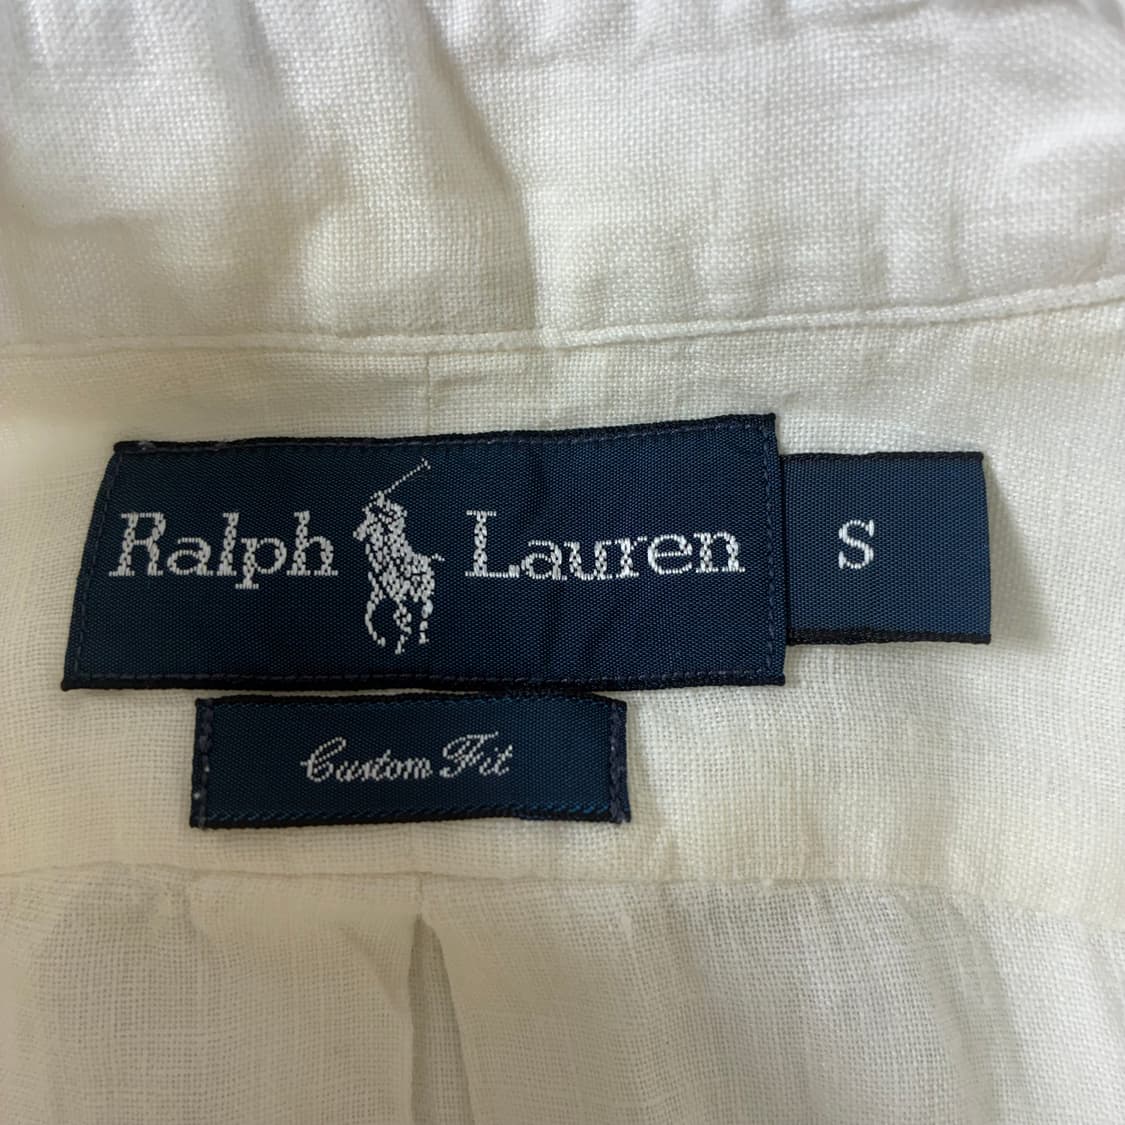 Ralph Lauren
S
Custom Fit